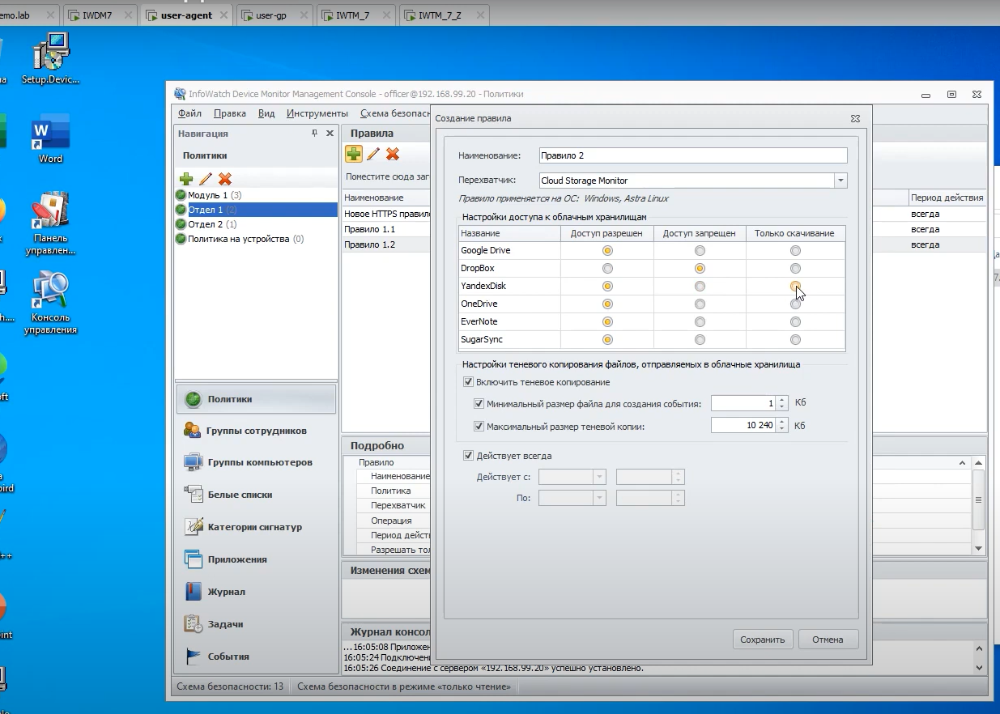 emo.lab
IWDM7
user-agent
user-gp
IWTM_7
IWTM_7_Z
Setup.Devic...
Word
Панель
управлен...
Консоль
управления
InfoWatch Device Monitor Management Console - officer@192.168.99.20 - Политики
Файл Правка Вид Инструменты Схема безопасн
Навигация
Политики
Модуль 1 (3)
Отдел 1 (2)
Отдел 2 (1)
Политика на устройства (0)
Политики
Группы сотрудников
Группы компьютеров
Белые списки
Категории сигнатур
Приложения
Журнал
Задачи
События
Правила
Поместите сюда заг
Наименование
Период действия
Новое HTTPS правил
всегда
Правило 1.1
всегда
Правило 1.2
всегда
Подробно
Правило
Наименование
Политика
Перехватчик
Операция
Период дейст
Разрешать тол
Изменения схем
Журнал консол
...16:05:08 Приложен
16:05:24 Подключени
16:05:26 Соединение с сервером «192.168.99.20» успешно установлено.
Схема безопасности: 13
Схема безопасности в режиме «только чтение»
Создание правила
Наименование: Правило 2
Перехватчик: Cloud Storage Monitor
Правило применяется на ОС: Windows, Astra Linux
Настройки доступа к облачным хранилищам
Название Доступ разрешен Доступ запрещен Только скачивание
Google Drive
DropBox
YandexDisk
OneDrive
EverNote
SugarSync
Настройки теневого копирования файлов, отправляемых в облачные хранилища
Включить теневое копирование
Минимальный размер файла для создания события: 1 Кб
Максимальный размер теневой копии: 10 240 Кб
Действует всегда
Действует с:
По:
Сохранить
Отмена